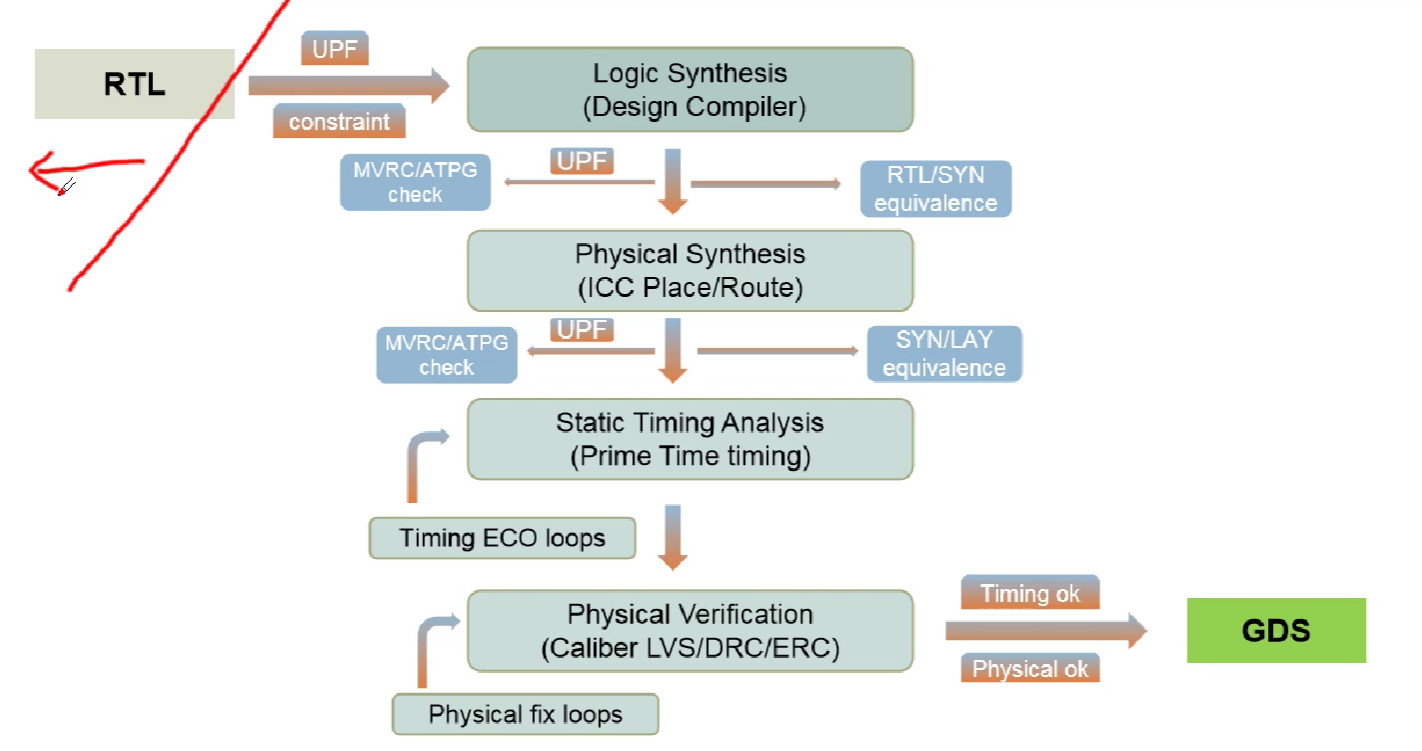 RTL
UPF
constraint
Logic Synthesis
(Design Compiler)
MVRC/ATPG
check
UPF
RTL/SYN
equivalence
Physical Synthesis
(ICC Place/Route)
MVRC/ATPG
check
UPF
SYN/LAY
equivalence
Static Timing Analysis
(Prime Time timing)
Timing ECO loops
Physical Verification
(Caliber LVS/DRC/ERC)
Timing ok
Physical ok
GDS
Physical fix loops